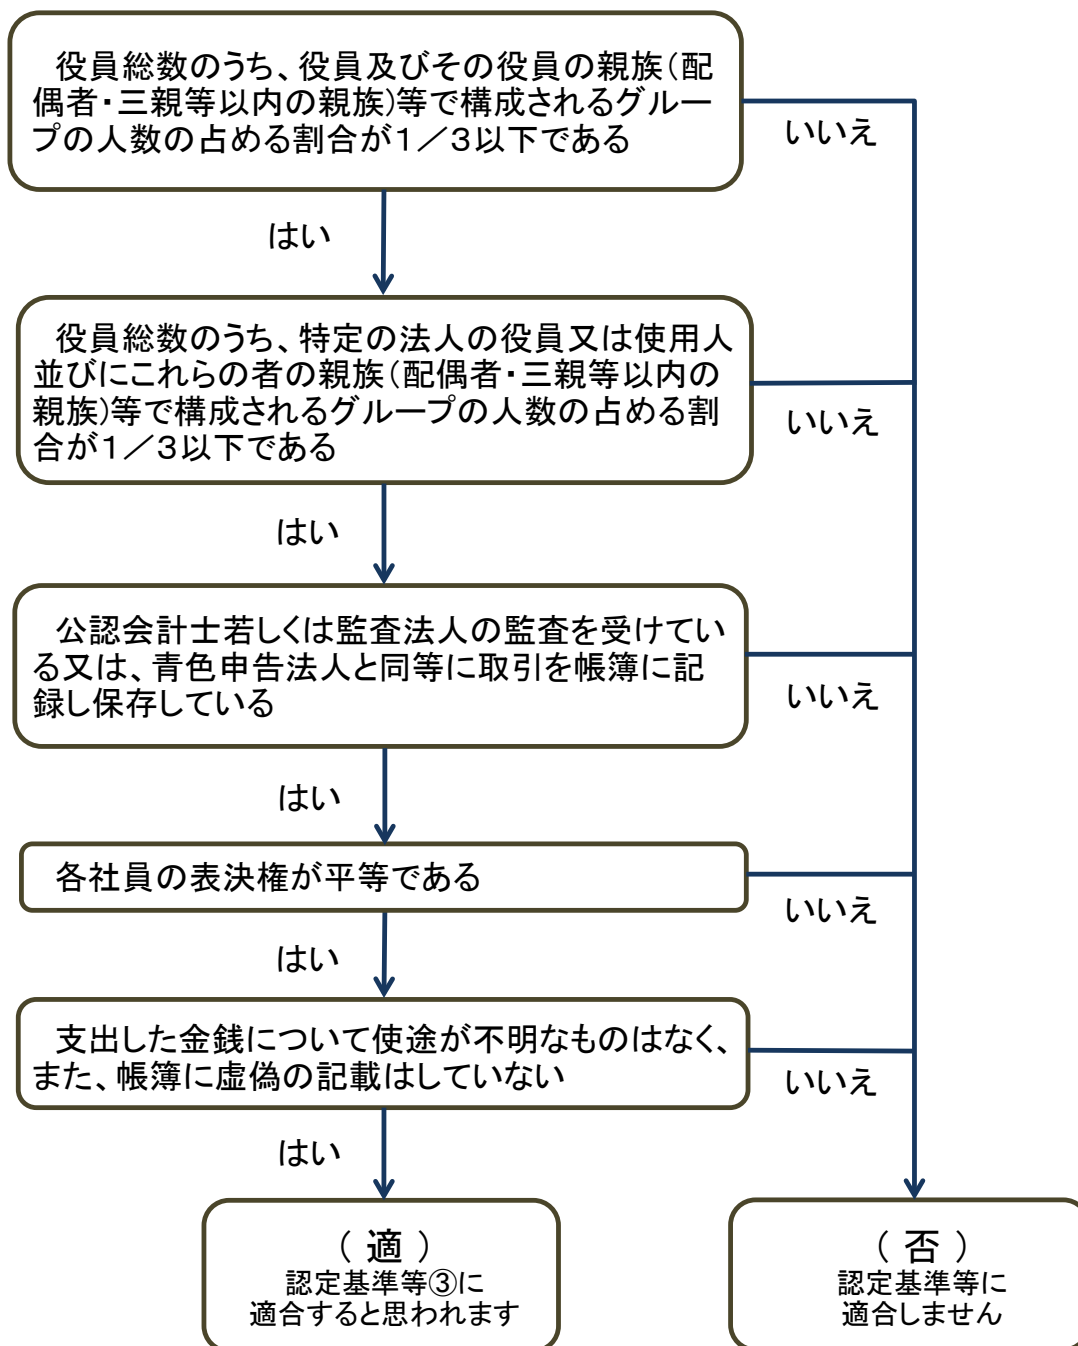 役員総数のうち、役員及びその役員の親族(配
偶者・三親等以内の親族)等で構成されるグルー
プの人数の占める割合が1／3以下である
いいえ
はい
役員総数のうち、特定の法人の役員又は使用人
並びにこれらの者の親族(配偶者・三親等以内の
親族)等で構成されるグループの人数の占める割
合が1／3以下である
いいえ
はい
公認会計士若しくは監査法人の監査を受けてい
る又は、青色申告法人と同等に取引を帳簿に記
録し保存している
いいえ
はい
各社員の表決権が平等である
いいえ
はい
支出した金銭について使途が不明なものはなく、
また、帳簿に虚偽の記載はしていない
いいえ
はい
（ 適 ）
認定基準等③に
適合すると思われます
（ 否 ）
認定基準等に
適合しません